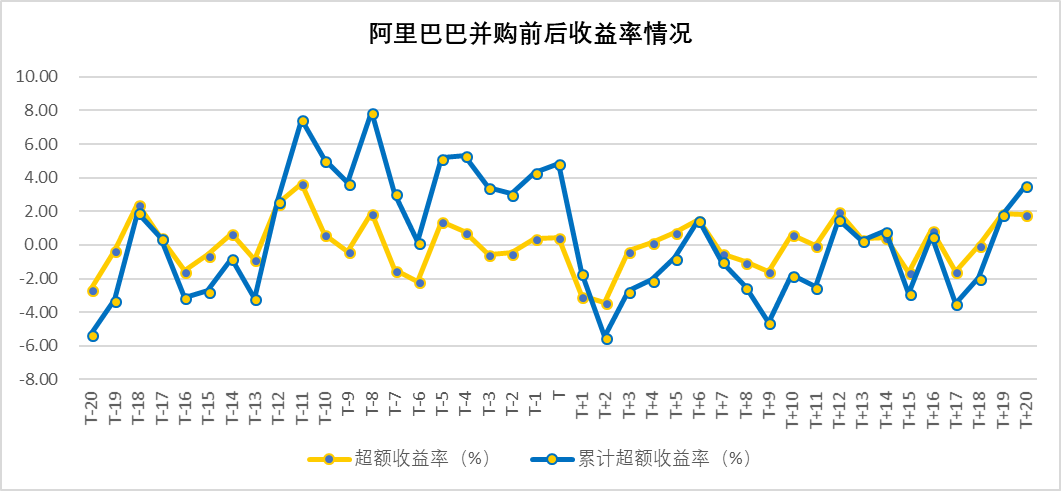 阿里巴巴并购前后收益率情况
10.00
8.00
6.00
4.00
2.00
0.00
-2.00
-4.00
-6.00
-8.00
T-20
T-19
T-18
T-17
T-16
T-15
T-14
T-13
T-12
T-11
T-10
T-9
T-8
T-7
T-6
T-5
T-4
T-3
T-2
T-1
T
T+1
T+2
T+3
T+4
T+5
T+6
T+7
T+8
T+9
T+10
T+11
T+12
T+13
T+14
T+15
T+16
T+17
T+18
T+19
T+20
超额收益率（%）
累计超额收益率（%）